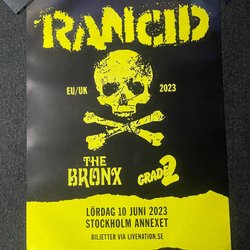 RANCID
EU/UK 2023
THE BRONX
GRADE 2
LÖRDAG 10 JUNI 2023
STOCKHOLM ANNEXET
BILJETTER VIA LIVENATION.SE